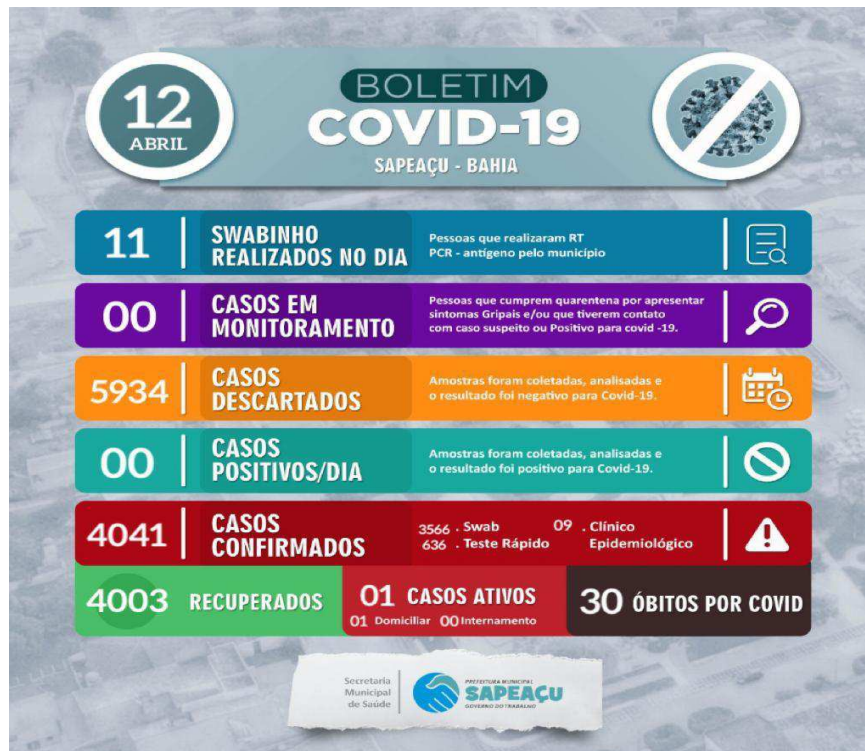 12
ABRIL
BOLETIM
COVID-19
SAPEAÇU - BAHIA
11
SWABINHO
REALIZADOS NO DIA
Pessoas que realizaram RT
PCR - antígeno pelo município
00
CASOS EM
MONITORAMENTO
Pessoas que cumprem quarentena por apresentar
sintomas Gripais e/ou que tiverem contato
com caso suspeito ou Positivo para covid -19.
5934
CASOS
DESCARTADOS
Amostras foram coletadas, analisadas e
o resultado foi negativo para Covid-19.
00
CASOS
POSITIVOS/DIA
Amostras foram coletadas, analisadas e
o resultado foi positivo para Covid-19.
4041
CASOS
CONFIRMADOS
3566 . Swab
636 . Teste Rápido
09 . Clínico
Epidemiológico
4003 RECUPERADOS
01 CASOS ATIVOS
01 Domiciliar 00 Internamento
30 ÓBITOS POR COVID
Secretaria
Municipal
de Saúde
PREFEITURA MUNICIPAL
SAPEAÇU
GOVERNO DO TRABALHO